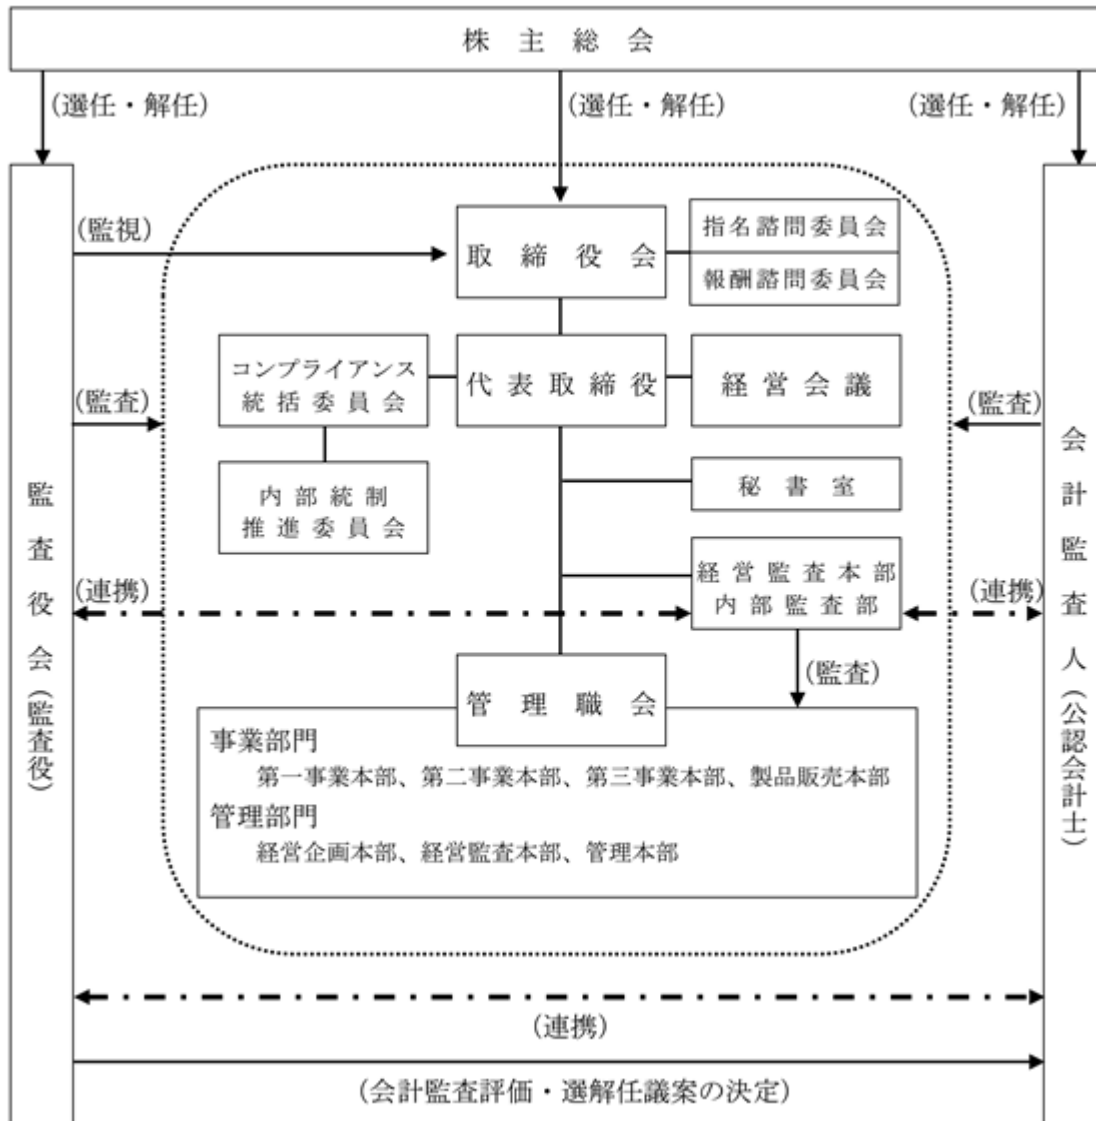 株主総会
(選任・解任)
(選任・解任)
(選任・解任)
(監視)
取締役会
指名諮問委員会
報酬諮問委員会
コンプライアンス
統括委員会
代表取締役
経営会議
(監査)
(監査)
内部統制
推進委員会
秘書室
経営監査本部
内部監査部
(連携)
(連携)
(監査)
管理職会
監査役会(監査役)
会計監査人(公認会計士)
事業部門
第一事業本部、第二事業本部、第三事業本部、製品販売本部
管理部門
経営企画本部、経営監査本部、管理本部
(連携)
(会計監査評価・選解任議案の決定)